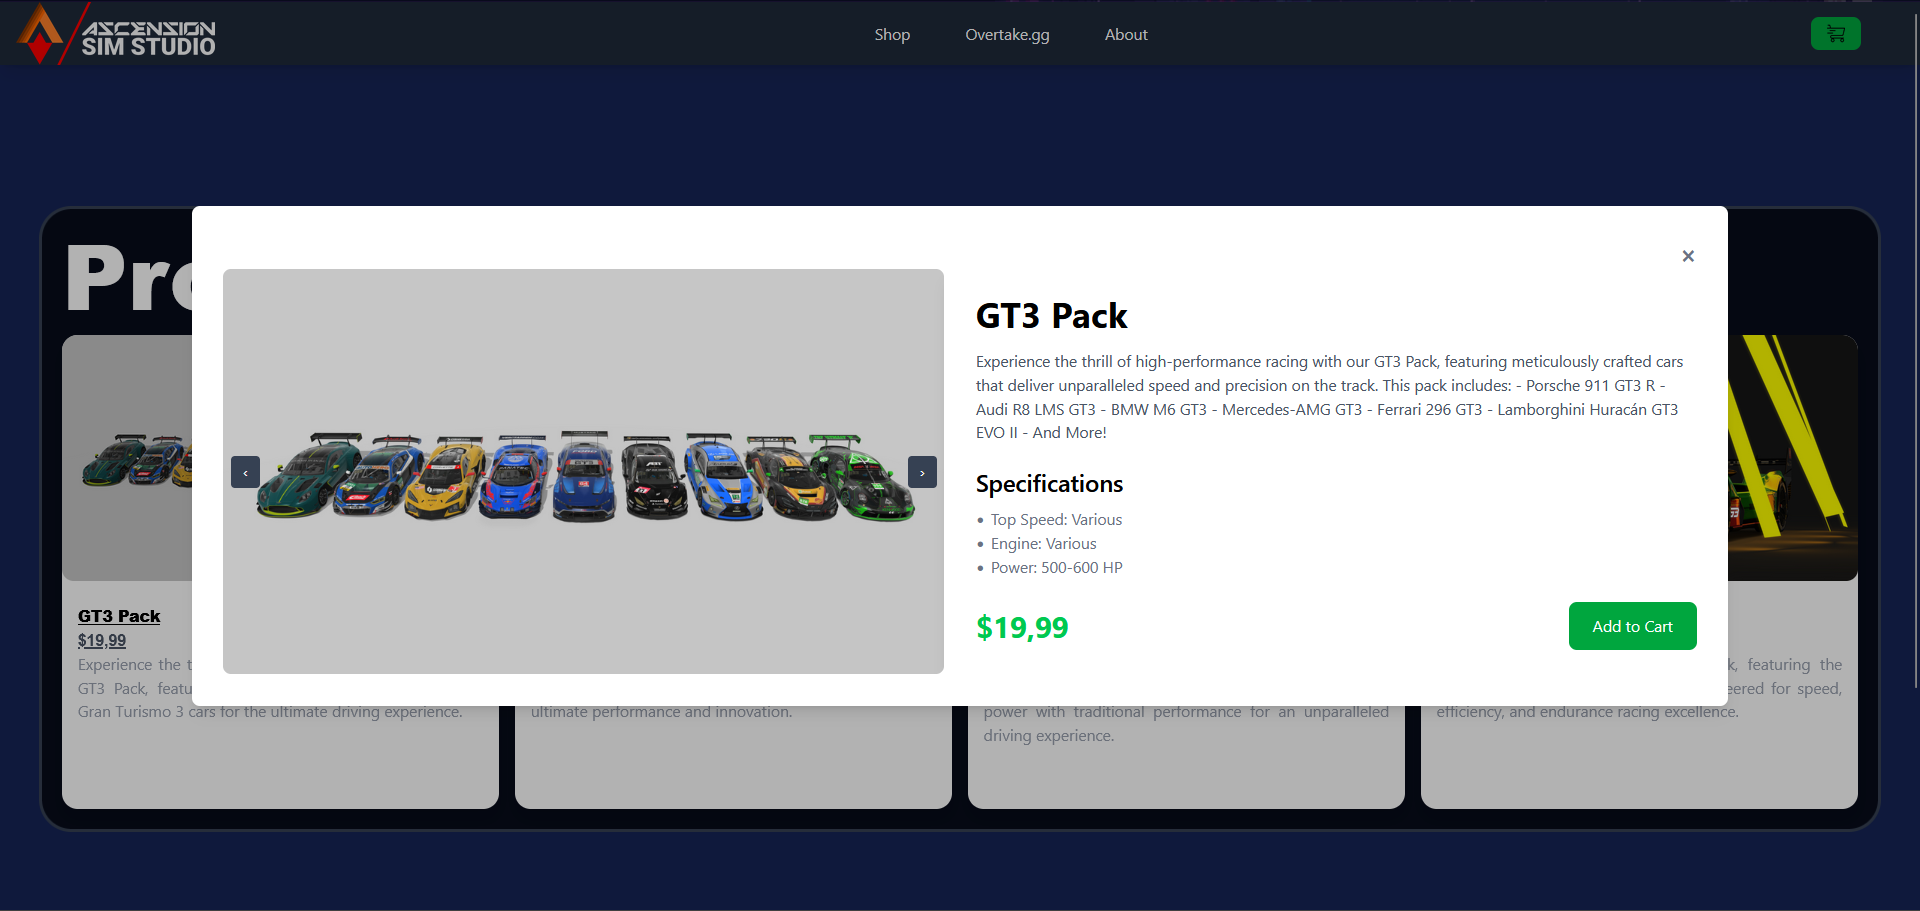 ASCENSION
SIM STUDIO
Shop
Overtake.gg
About
Pro
×
GT3 Pack
Experience the thrill of high-performance racing with our GT3 Pack, featuring meticulously crafted cars
that deliver unparalleled speed and precision on the track. This pack includes: - Porsche 911 GT3 R -
Audi R8 LMS GT3 - BMW M6 GT3 - Mercedes-AMG GT3 - Ferrari 296 GT3 - Lamborghini Huracán GT3
EVO II - And More!
‹
›
Specifications
• Top Speed: Various
• Engine: Various
• Power: 500-600 HP
$19,99
Add to Cart
GT3 Pack
$19,99
Experience the t
GT3 Pack, featu
Gran Turismo 3 cars for the ultimate driving experience.
ultimate performance and innovation.
power with traditional performance for an unparalleled
driving experience.
k, featuring the
eered for speed,
efficiency, and endurance racing excellence.